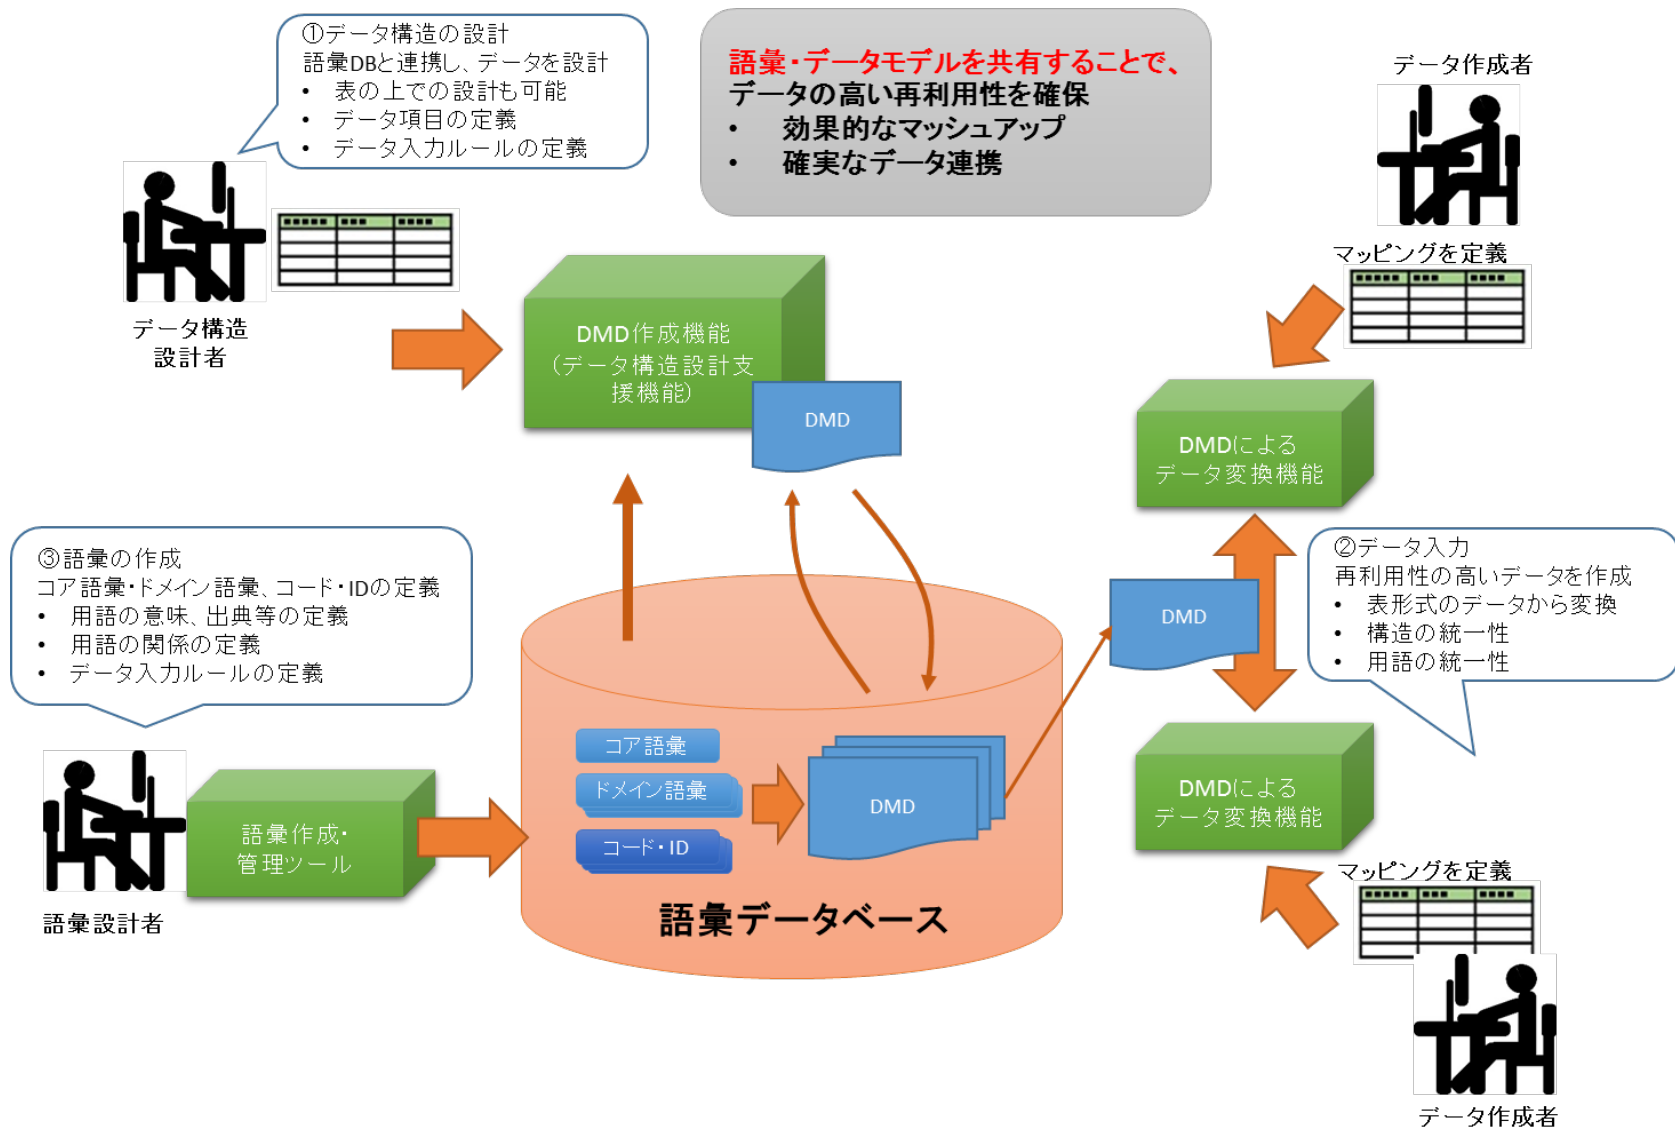 ①データ構造の設計
語彙DBと連携し、データを設計
• 表の上での設計も可能
• データ項目の定義
• データ入力ルールの定義
データ構造
設計者
語彙・データモデルを共有することで、
データの高い再利用性を確保
• 効果的なマッシュアップ
• 確実なデータ連携
データ作成者
マッピングを定義
DMD作成機能
(データ構造設計支
援機能)
DMD
DMDによる
データ変換機能
③語彙の作成
コア語彙・ドメイン語彙、コード・IDの定義
• 用語の意味、出典等の定義
• 用語の関係の定義
• データ入力ルールの定義
②データ入力
再利用性の高いデータを作成
• 表形式のデータから変換
• 構造の統一性
• 用語の統一性
DMD
語彙設計者
語彙作成・
管理ツール
コア語彙
ドメイン語彙
コード・ID
DMD
語彙データベース
DMDによる
データ変換機能
マッピングを定義
データ作成者